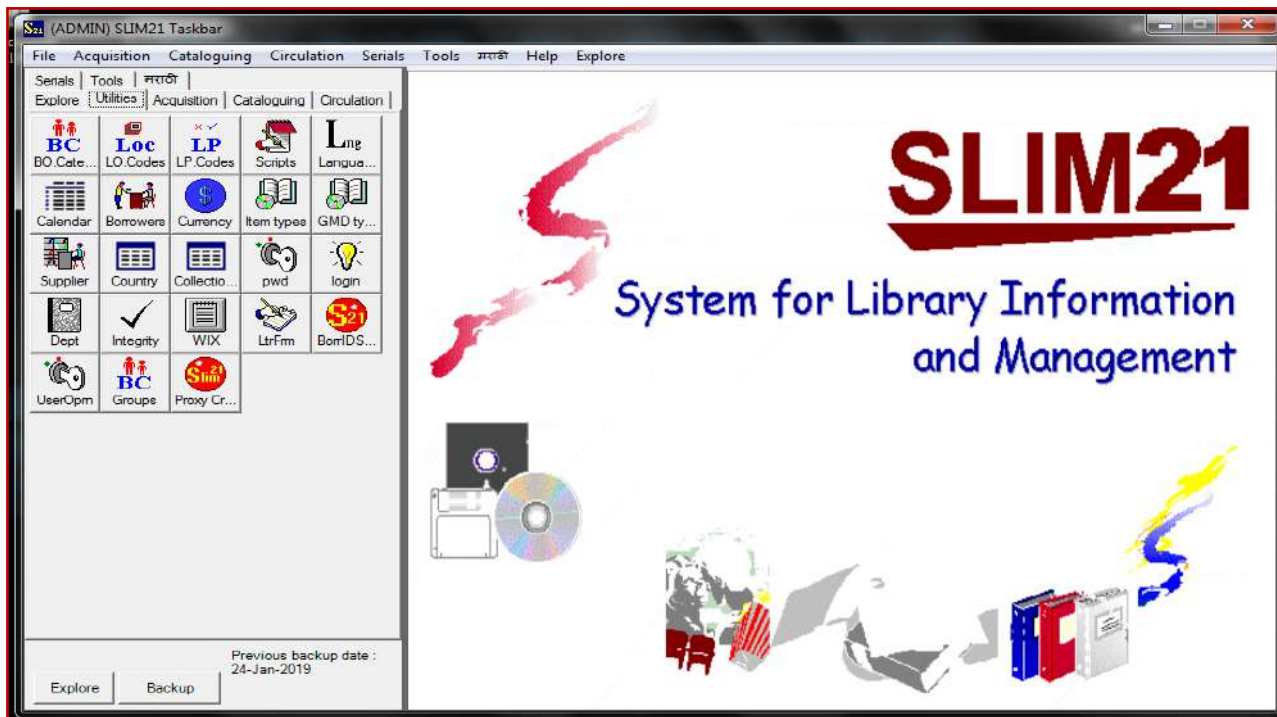 (ADMIN) SLIM21 Taskbar
File Acquisition Cataloguing Circulation Serials Tools मराठी Help Explore
Serials Tools मराठी
Explore Utilities Acquisition Cataloguing Circulation
BC Loc LP Lng
BO.Cate... LO.Codes LP.Codes Scripts Langua...
Calendar Borrowers Currency Item types GMD ty...
Supplier Country Collectio... pwd login
S21
Dept Integrity WIX LtrFrm BorrIDS...
BC Slim21
UserOpm Groups Proxy Cr...
SLIM21
System for Library Information
and Management
Previous backup date :
24-Jan-2019
Explore Backup